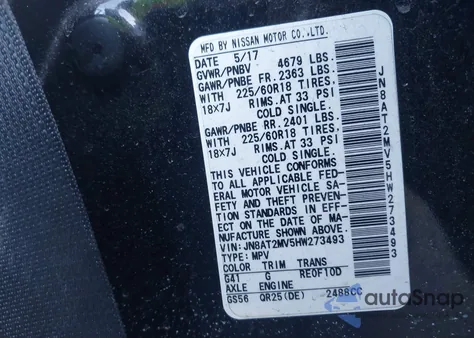 MFD BY NISSAN MOTOR CO.,LTD.
DATE 5/17
GVWR/PNBV 4679 LBS.
GAWR/PNBE FR. 2363 LBS.
WITH 225/60R18 TIRES,
18x7J RIMS, AT 33 PSI
COLD SINGLE.
GAWR/PNBE RR. 2401 LBS.
WITH 225/60R18 TIRES,
18x7J RIMS, AT 33 PSI
COLD SINGLE.
THIS VEHICLE CONFORMS
TO ALL APPLICABLE FED-
ERAL MOTOR VEHICLE SA-
FETY AND THEFT PREVEN-
TION STANDARDS IN EFF-
ECT ON THE DATE OF MA-
NUFACTURE SHOWN ABOVE.
VIN: JN8AT2MV5HW273493
TYPE: MPV
COLOR TRIM TRANS
G41 G RE0F10D
AXLE ENGINE
GS56 QR25(DE) 2488CC
JN8AT2MV5HW273493
autoSnap